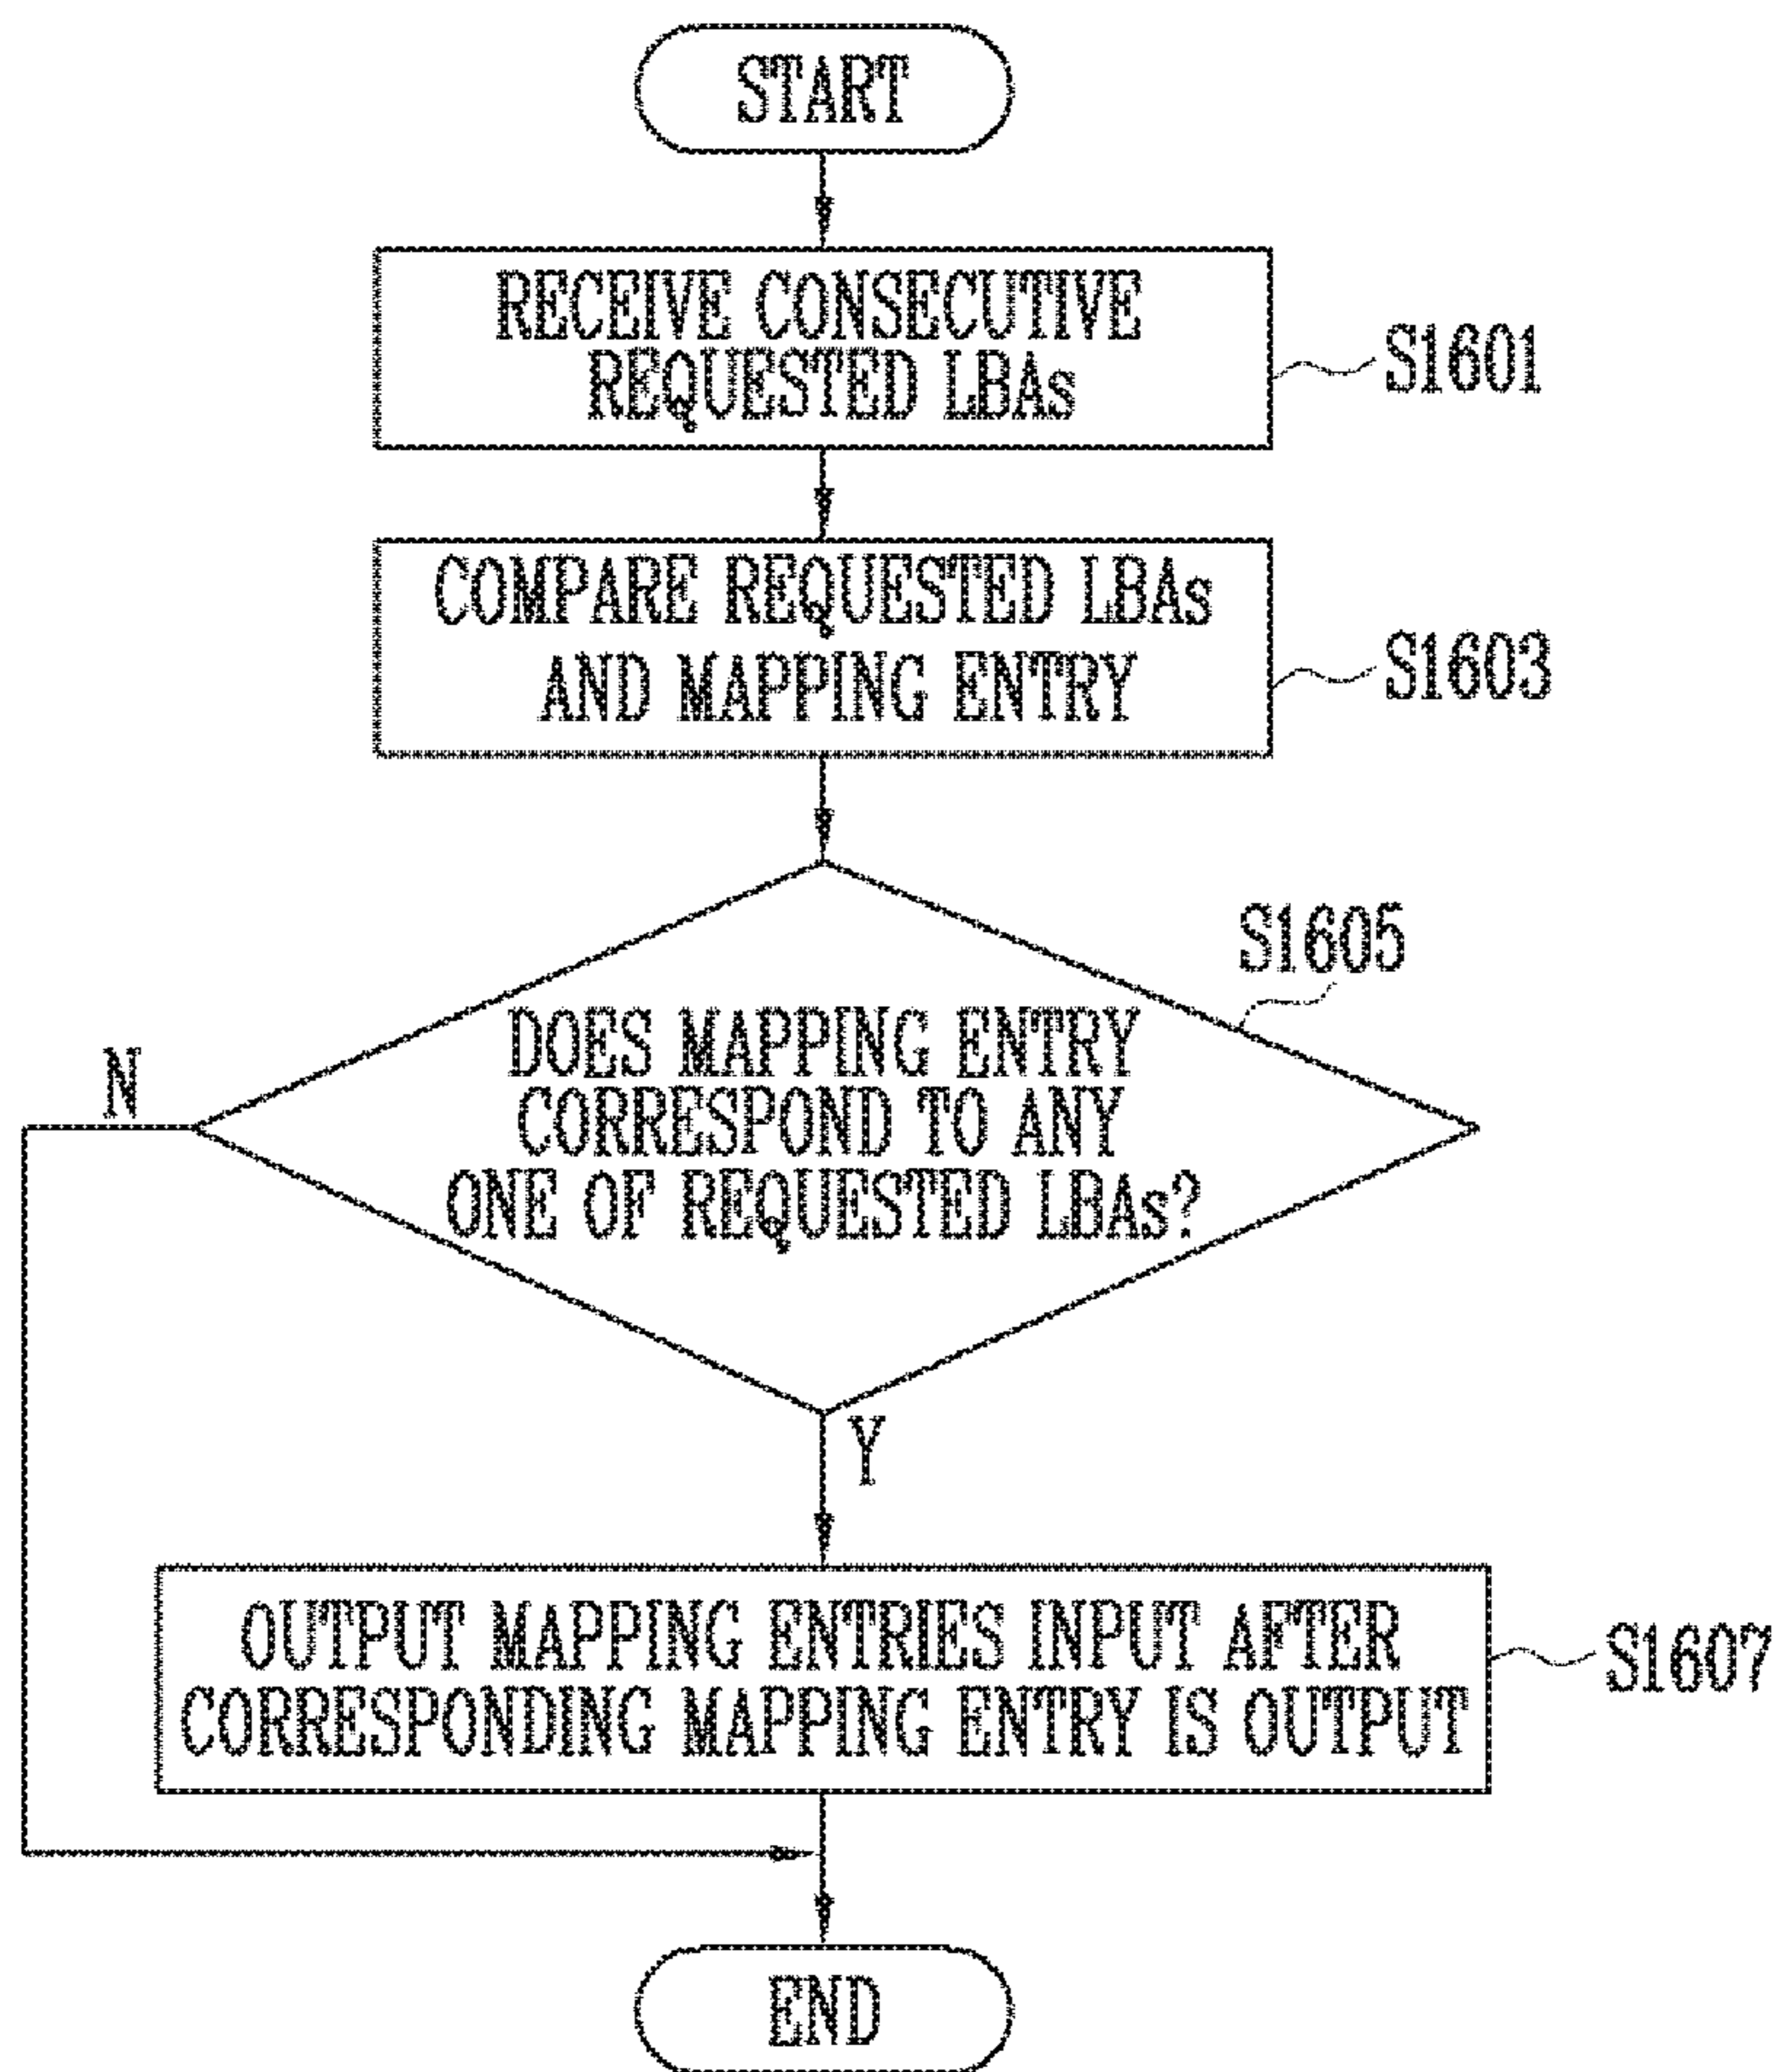 START
RECEIVE CONSECUTIVE
REQUESTED LBAs
S1601
COMPARE REQUESTED LBAs
AND MAPPING ENTRY
S1603
S1605
DOES MAPPING ENTRY
CORRESPOND TO ANY
ONE OF REQUESTED LBAs?
N
Y
OUTPUT MAPPING ENTRIES INPUT AFTER
CORRESPONDING MAPPING ENTRY IS OUTPUT
S1607
END